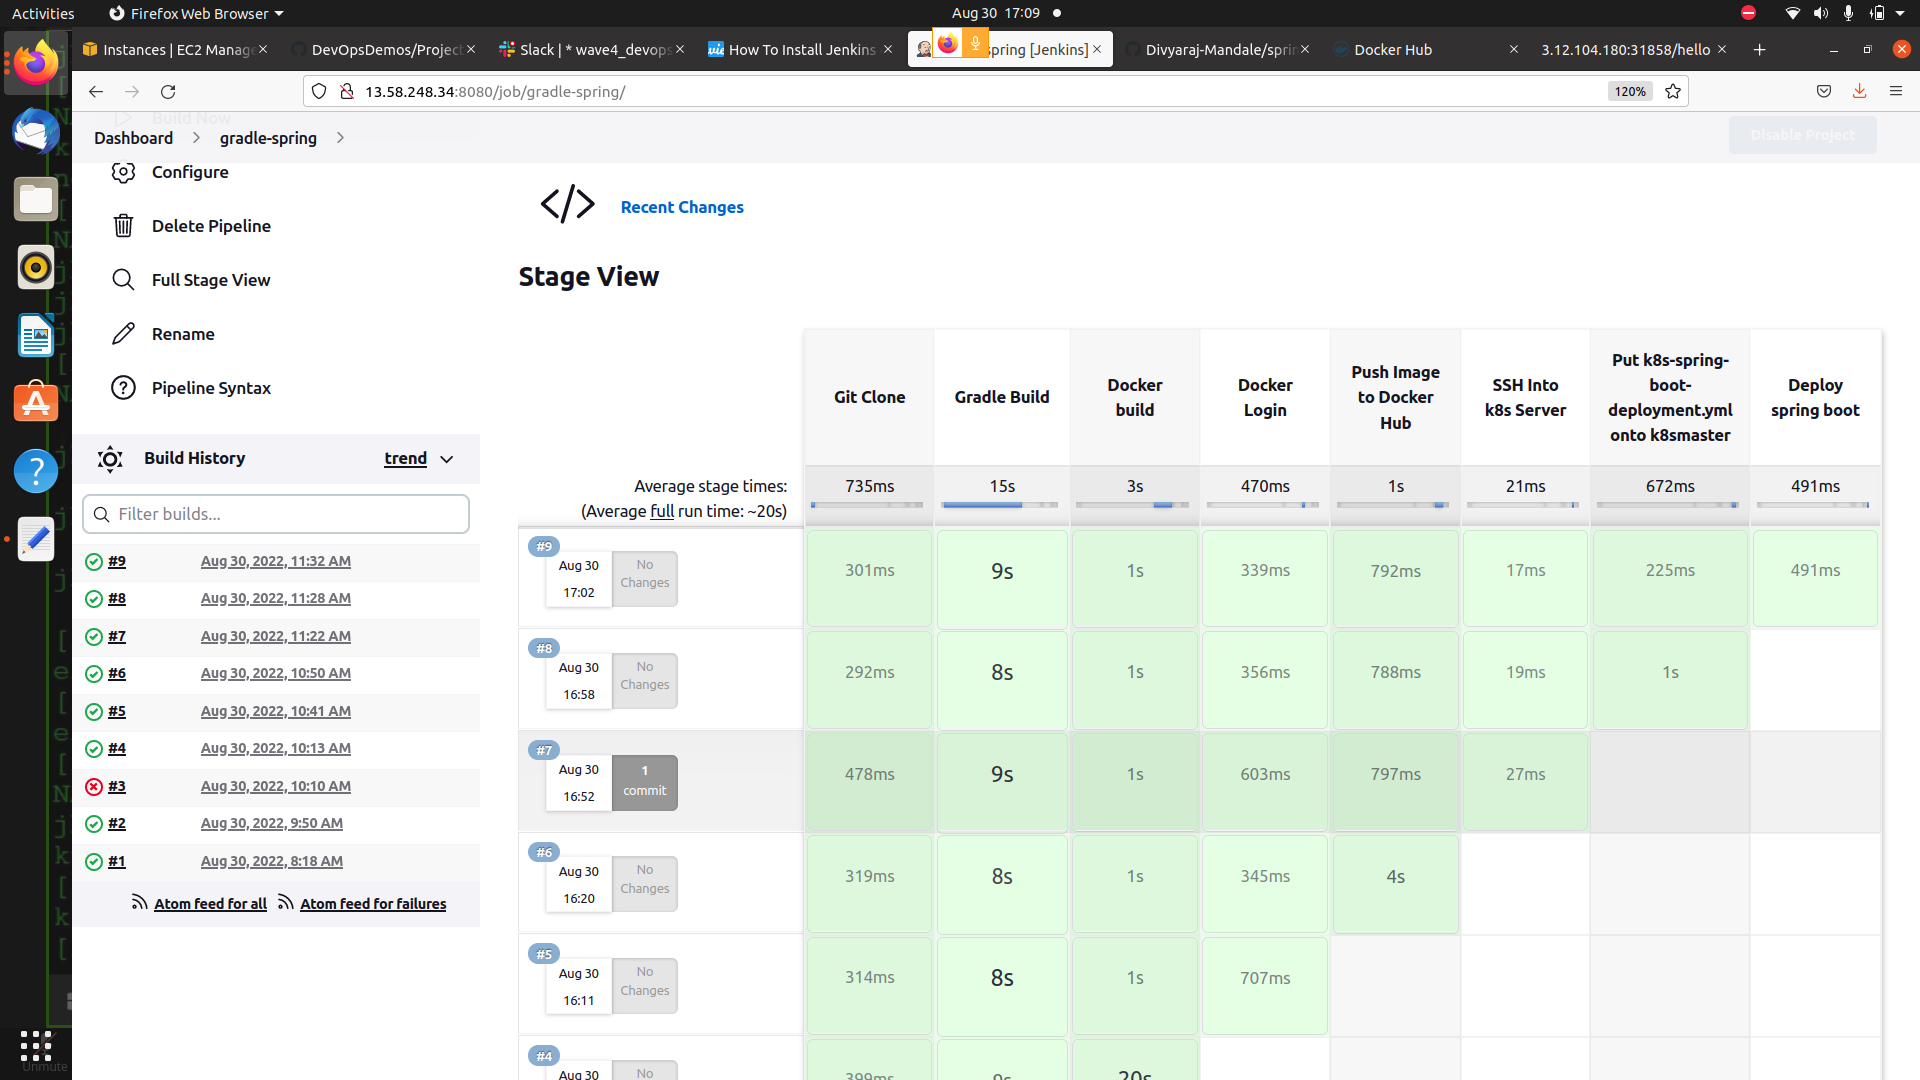 Activities
Firefox Web Browser
Aug 30 17:09
Instances | EC2 Manage
DevOpsDemos/Project
Slack | * wave4_devops
How To Install Jenkins
spring [Jenkins]
Divyaraj-Mandale/sprin
Docker Hub
3.12.104.180:31858/hello
13.58.248.34:8080/job/gradle-spring/
120%
Build Now
Dashboard
gradle-spring
Disable Project
Configure
Delete Pipeline
Full Stage View
Rename
Pipeline Syntax
Build History
trend
Filter builds...
#9 Aug 30, 2022, 11:32 AM
#8 Aug 30, 2022, 11:28 AM
#7 Aug 30, 2022, 11:22 AM
#6 Aug 30, 2022, 10:50 AM
#5 Aug 30, 2022, 10:41 AM
#4 Aug 30, 2022, 10:13 AM
#3 Aug 30, 2022, 10:10 AM
#2 Aug 30, 2022, 9:50 AM
#1 Aug 30, 2022, 8:18 AM
Atom feed for all
Atom feed for failures
Unmute
Recent Changes
Stage View
Git Clone
Gradle Build
Docker
build
Docker
Login
Push Image
to Docker
Hub
SSH Into
k8s Server
Put k8s-spring-
boot-
deployment.yml
onto k8smaster
Deploy
spring boot
Average stage times:
(Average full run time: ~20s)
735ms 15s 3s 470ms 1s 21ms 672ms 491ms
#9
Aug 30
17:02
No
Changes
301ms 9s 1s 339ms 792ms 17ms 225ms 491ms
#8
Aug 30
16:58
No
Changes
292ms 8s 1s 356ms 788ms 19ms 1s
#7
Aug 30
16:52
1
commit
478ms 9s 1s 603ms 797ms 27ms
#6
Aug 30
16:20
No
Changes
319ms 8s 1s 345ms 4s
#5
Aug 30
16:11
No
Changes
314ms 8s 1s 707ms
#4
Aug 30
No
399ms 9s 20s